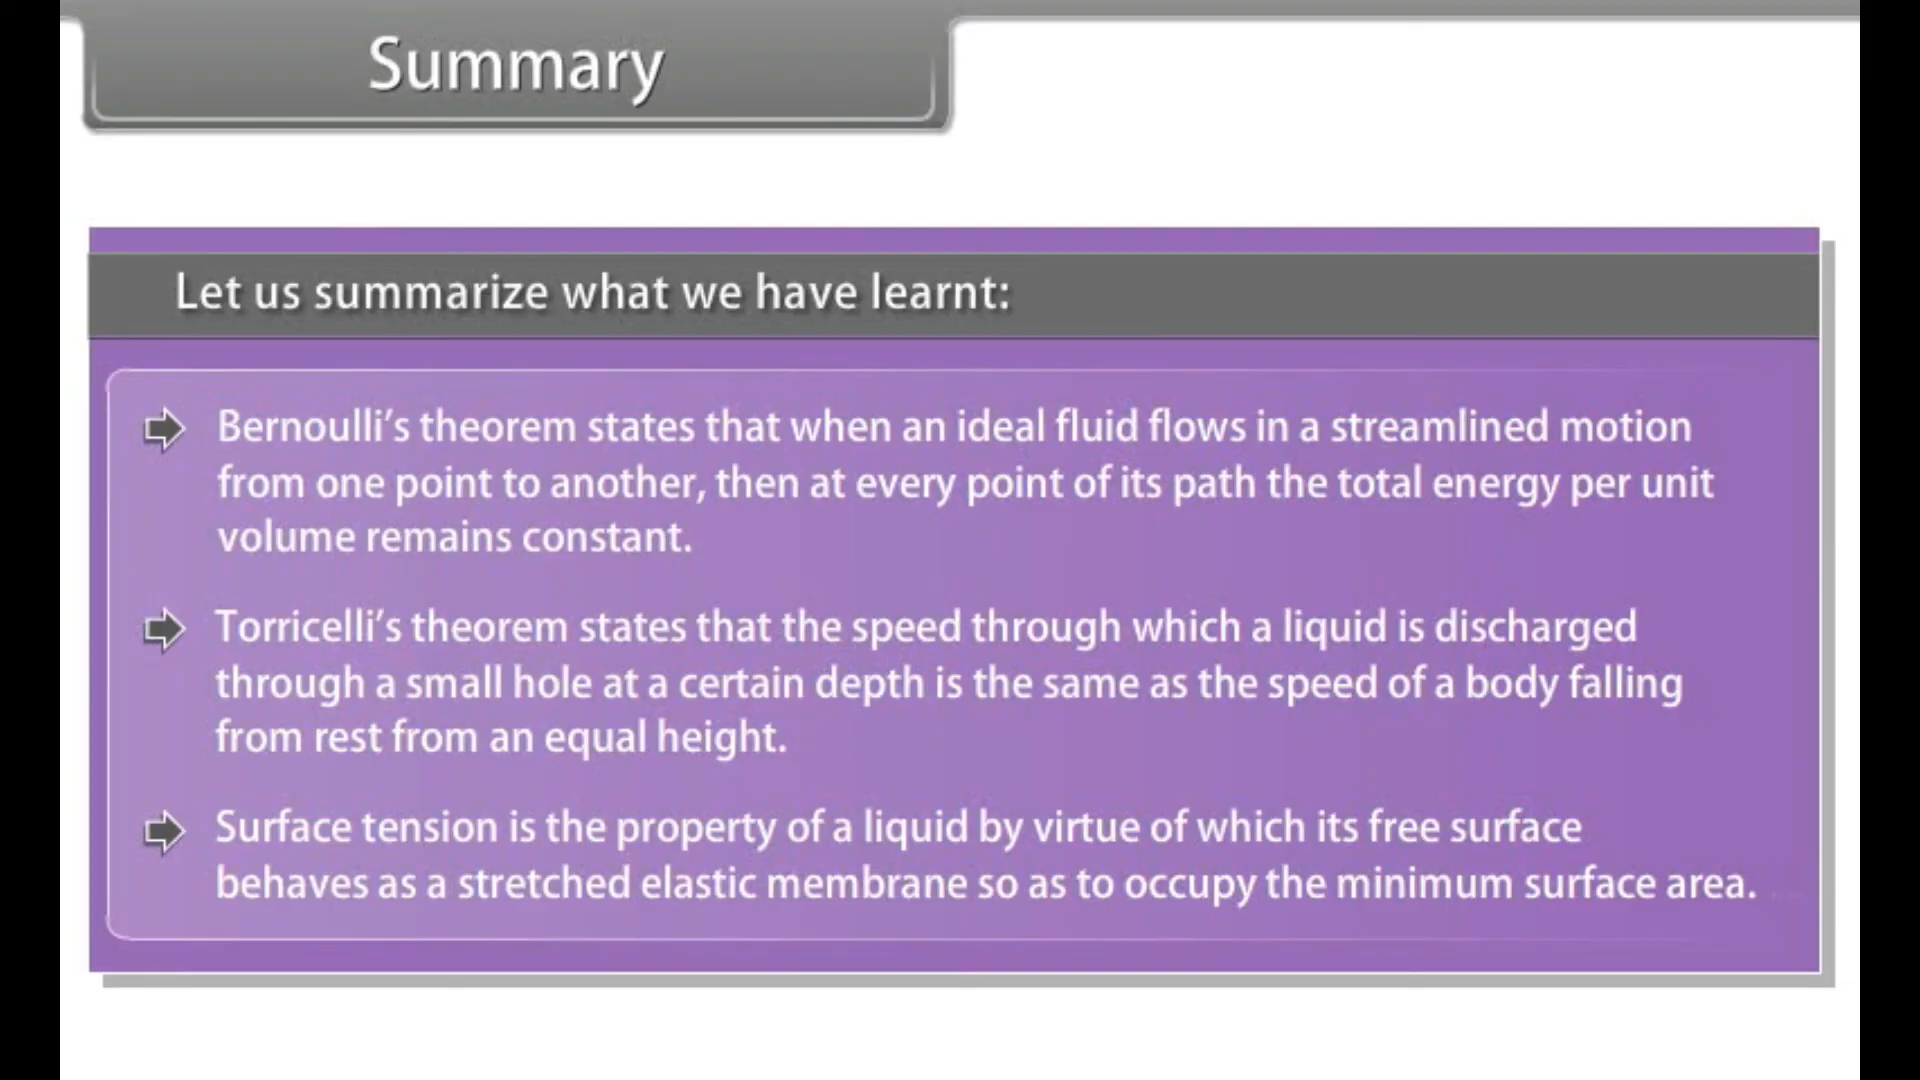 Summary
Let us summarize what we have learnt:
Bernoulli's theorem states that when an ideal fluid flows in a streamlined motion
from one point to another, then at every point of its path the total energy per unit
volume remains constant.
Torricelli's theorem states that the speed through which a liquid is discharged
through a small hole at a certain depth is the same as the speed of a body falling
from rest from an equal height.
Surface tension is the property of a liquid by virtue of which its free surface
behaves as a stretched elastic membrane so as to occupy the minimum surface area.